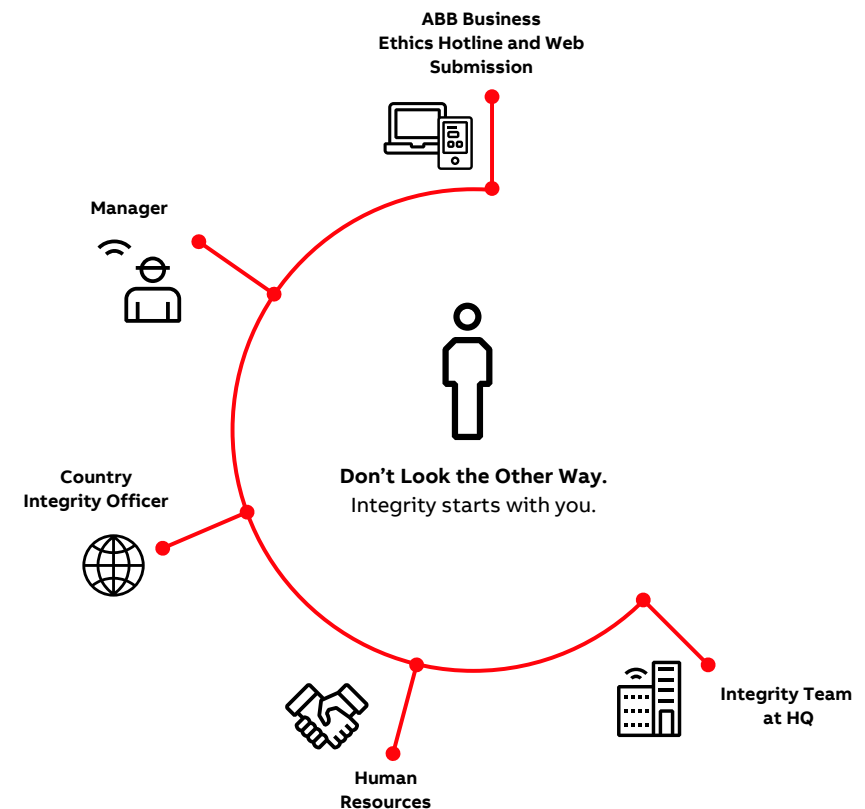 ABB Business
Ethics Hotline and Web
Submission
Manager
Don’t Look the Other Way.
Integrity starts with you.
Country
Integrity Officer
Integrity Team
at HQ
Human
Resources